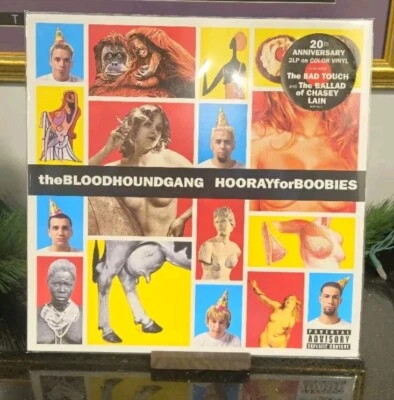 20th
ANNIVERSARY
2LP on COLOR VINYL
The BAD TOUCH
and The BALLAD
of CHASEY
LAIN
theBLOODHOUNDGANG HOORAYforBOOBIES
PARENTAL
ADVISORY
EXPLICIT CONTENT